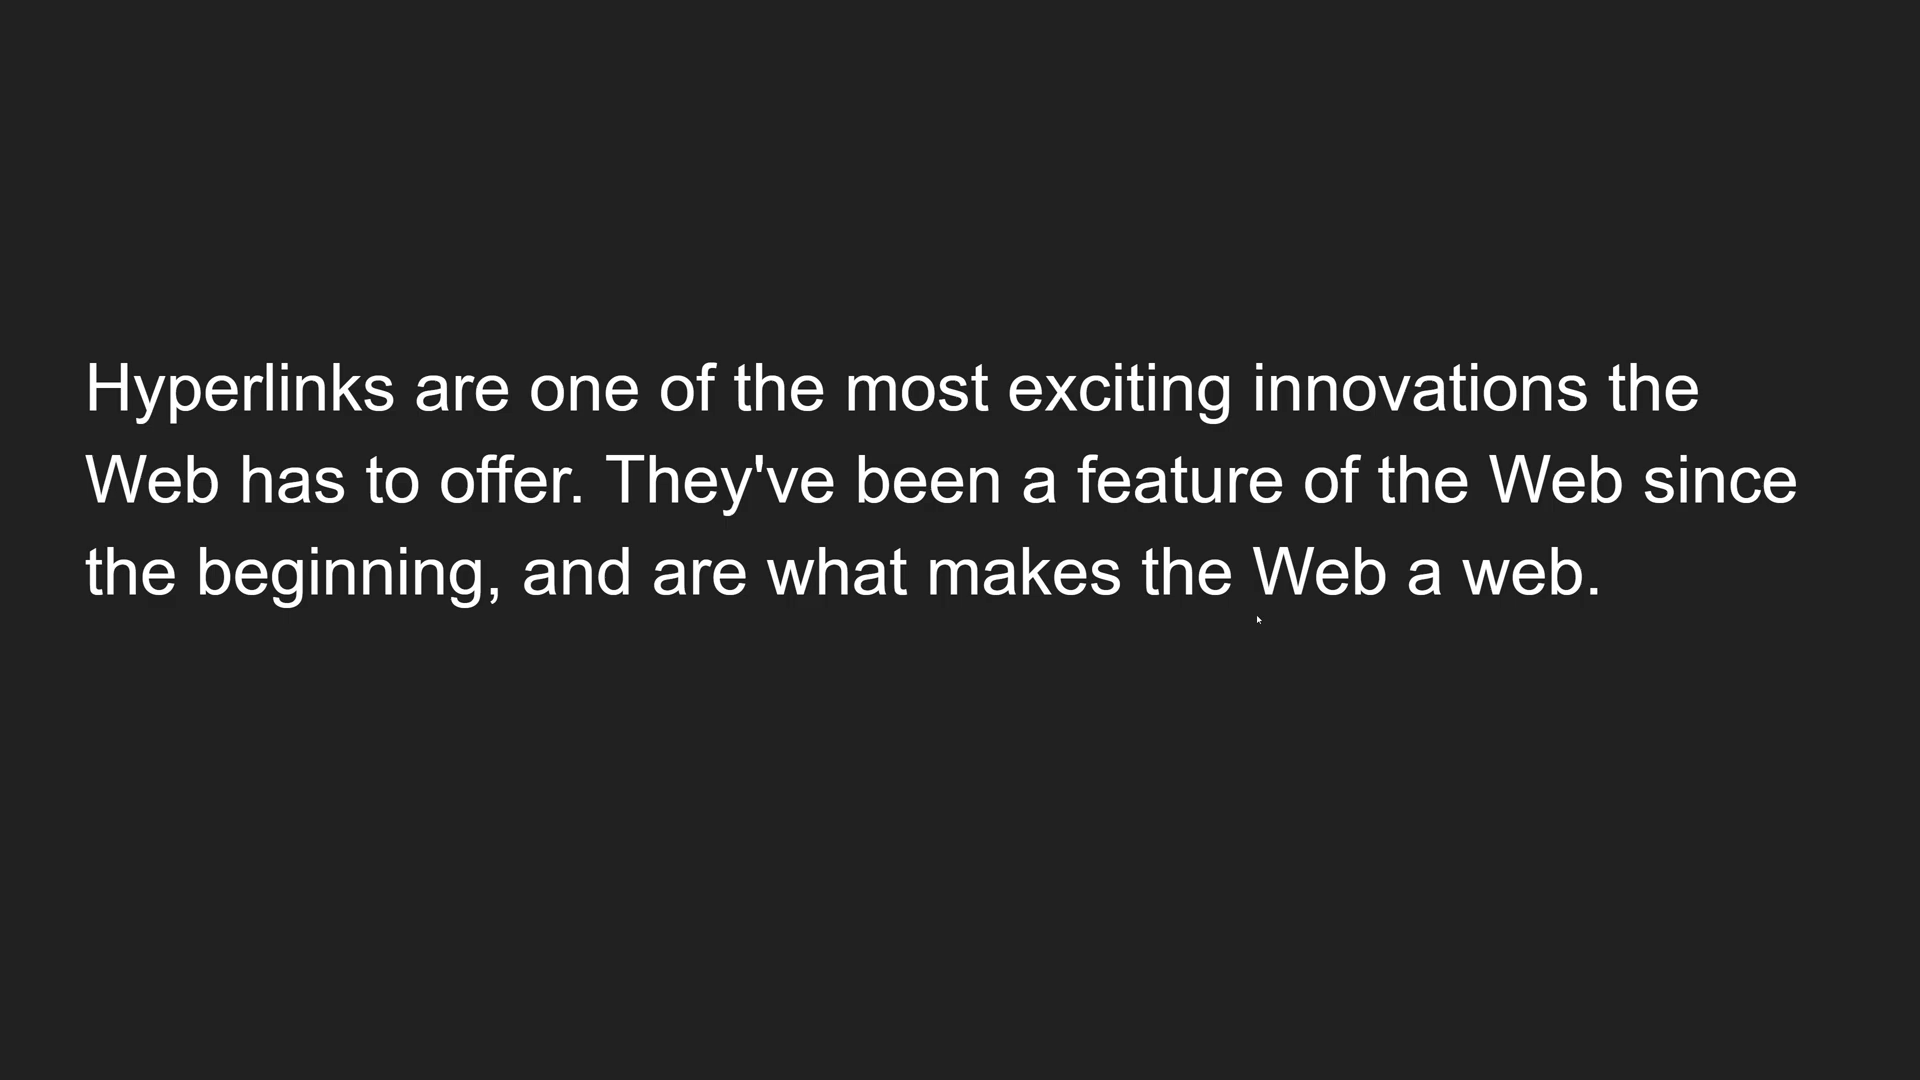 Hyperlinks are one of the most exciting innovations the
Web has to offer. They've been a feature of the Web since
the beginning, and are what makes the Web a web.